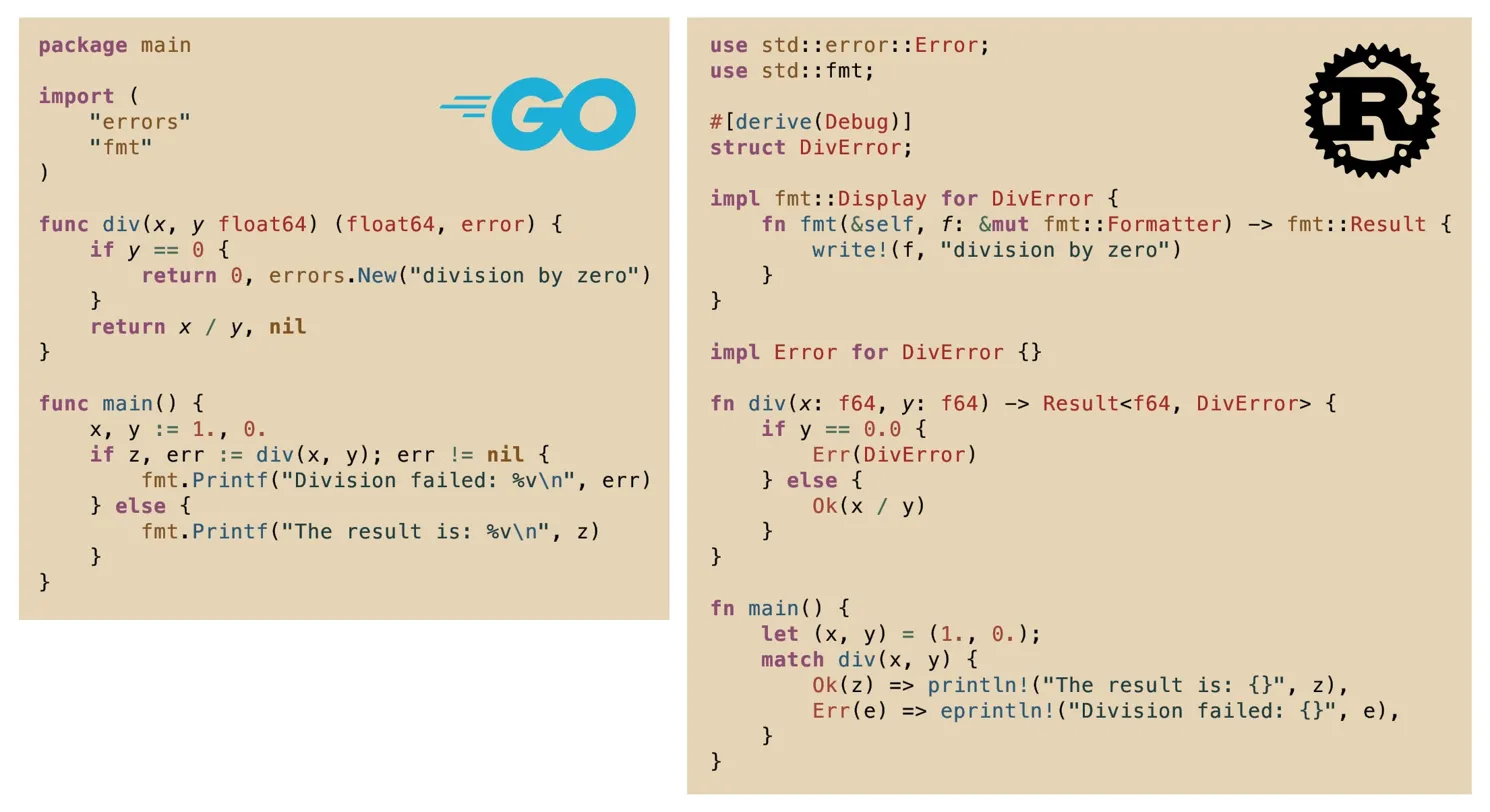 package main

import (
    "errors"
    "fmt"
)

func div(x, y float64) (float64, error) {
    if y == 0 {
        return 0, errors.New("division by zero")
    }
    return x / y, nil
}

func main() {
    x, y := 1., 0.
    if z, err := div(x, y); err != nil {
        fmt.Printf("Division failed: %v\n", err)
    } else {
        fmt.Printf("The result is: %v\n", z)
    }
}
GO

use std::error::Error;
use std::fmt;

#[derive(Debug)]
struct DivError;

impl fmt::Display for DivError {
    fn fmt(&self, f: &mut fmt::Formatter) -> fmt::Result {
        write!(f, "division by zero")
    }
}

impl Error for DivError {}

fn div(x: f64, y: f64) -> Result<f64, DivError> {
    if y == 0.0 {
        Err(DivError)
    } else {
        Ok(x / y)
    }
}

fn main() {
    let (x, y) = (1., 0.);
    match div(x, y) {
        Ok(z) => println!("The result is: {}", z),
        Err(e) => eprintln!("Division failed: {}", e),
    }
}
R